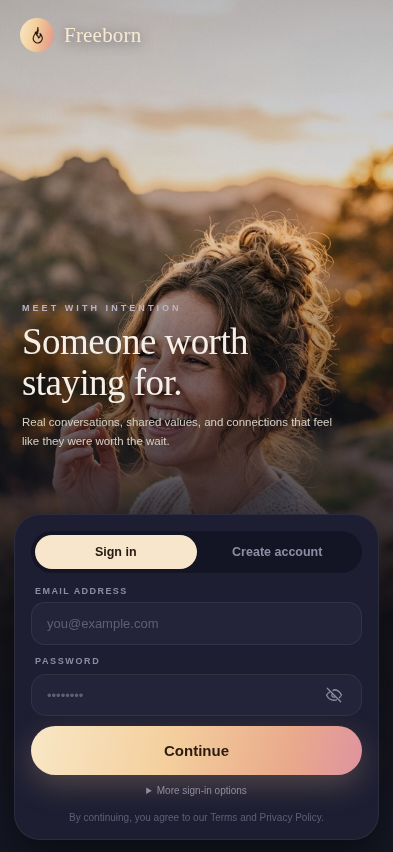 Freeborn
MEET WITH INTENTION
Someone worth
staying for.
Real conversations, shared values, and connections that feel
like they were worth the wait.
Sign in
Create account
EMAIL ADDRESS
you@example.com
PASSWORD
••••••••
Continue
▶ More sign-in options
By continuing, you agree to our Terms and Privacy Policy.